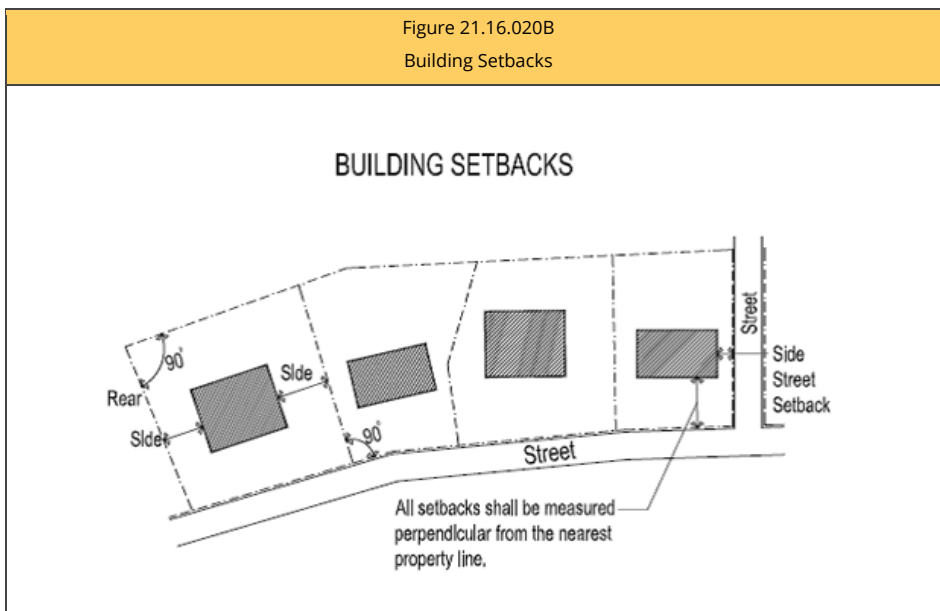 Figure 21.16.020B
Building Setbacks
BUILDING SETBACKS
Street
90°
Side
Side
Street
Setback
Rear
Side
Side
90°
Street
All setbacks shall be measured
perpendicular from the nearest
property line.